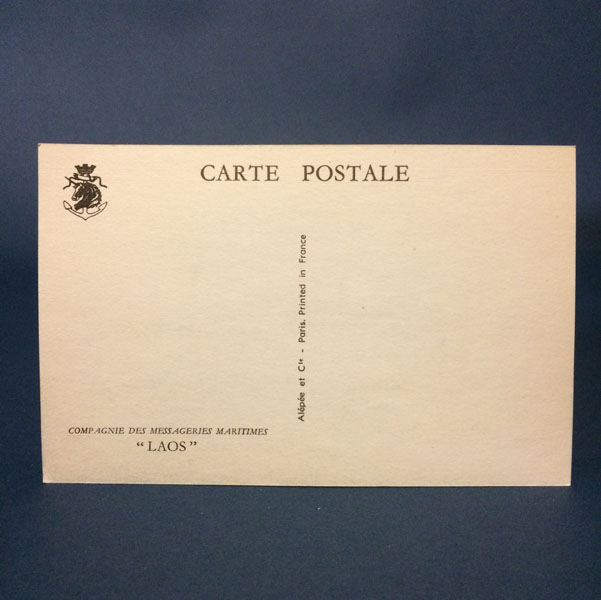 CARTE POSTALE
Alépée et Cie - Paris. Printed in France
COMPAGNIE DES MESSAGERIES MARITIMES
“LAOS”